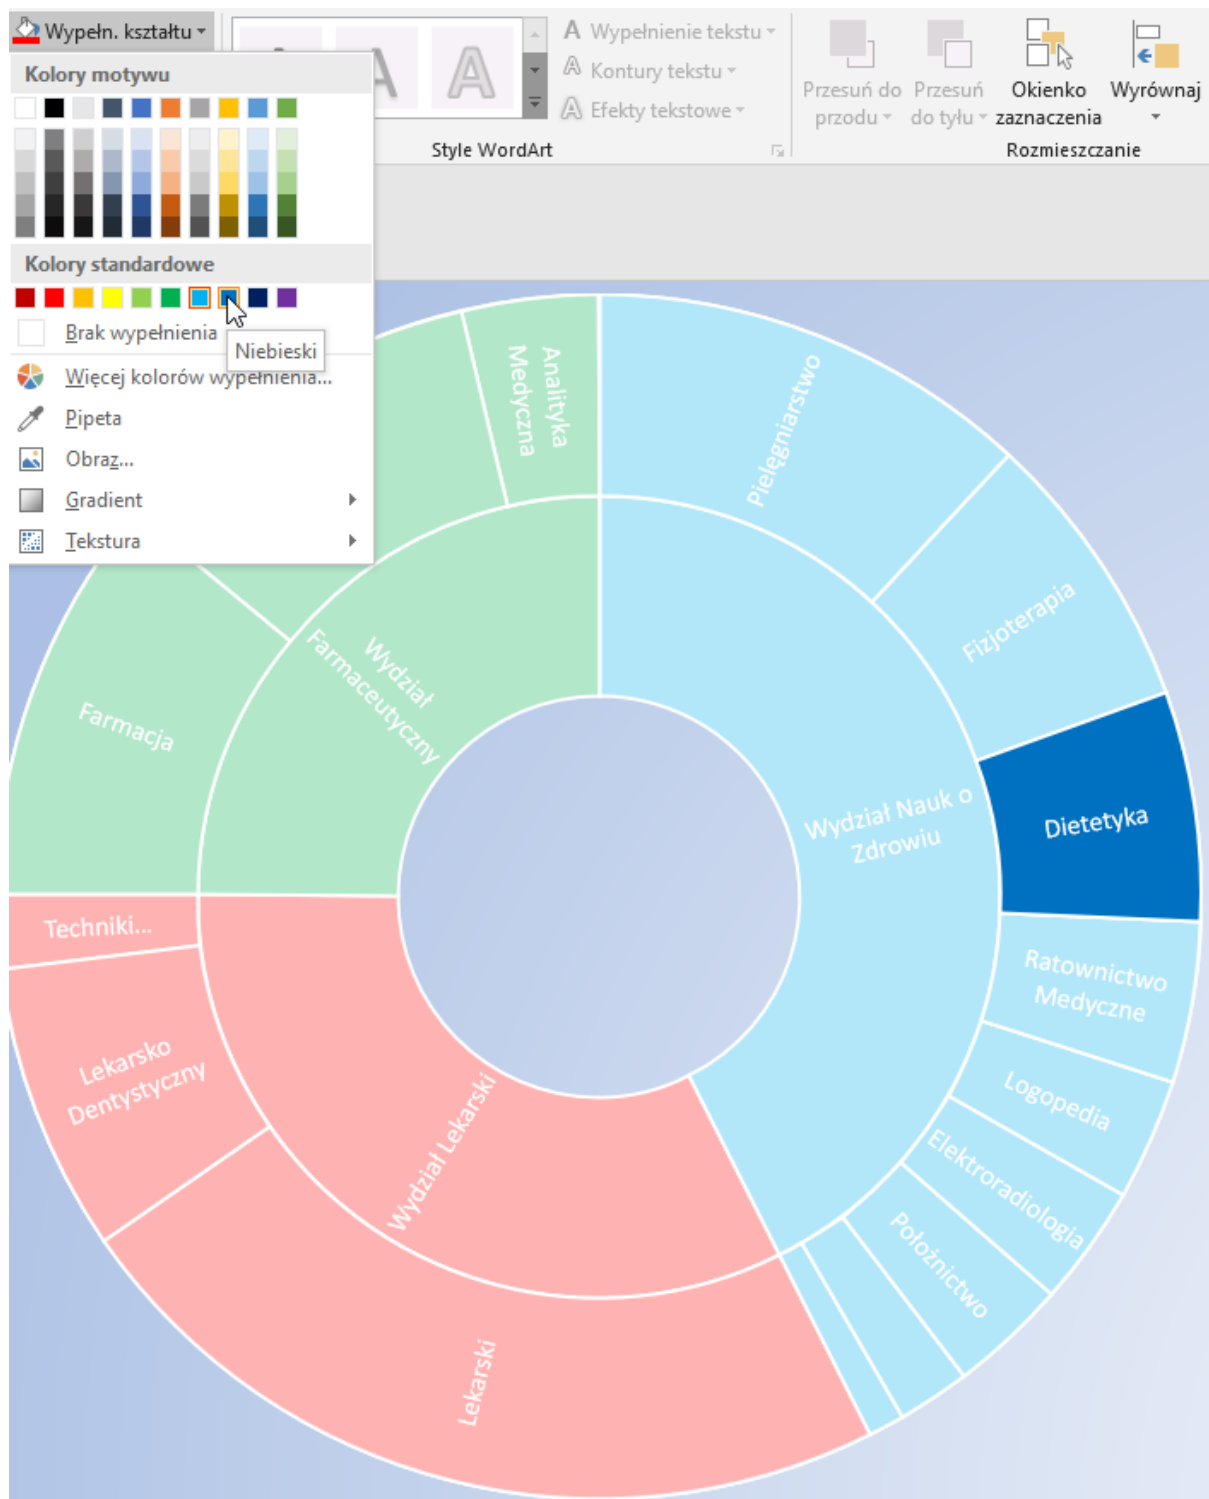 Wypełn. kształtu
Wypełnienie tekstu
Kontury tekstu
Efekty tekstowe
Style WordArt
Przesuń do
przodu
Przesuń
do tyłu
Okienko
zaznaczenia
Wyrównaj
Rozmieszczanie
Kolory motywu
Kolory standardowe
Brak wypełnienia
Niebieski
Więcej kolorów wypełnienia...
Pipeta
Obraz...
Gradient
Tekstura
Analityka
Medyczna
Pielęgniarstwo
Fizjoterapia
Dietetyka
Ratownictwo
Medyczne
Logopedia
Elektroradiologia
Położnictwo
Wydział Nauk o
Zdrowiu
Wydział
Farmaceutyczny
Farmacja
Techniki...
Lekarsko
Dentystyczny
Wydział Lekarski
Lekarski